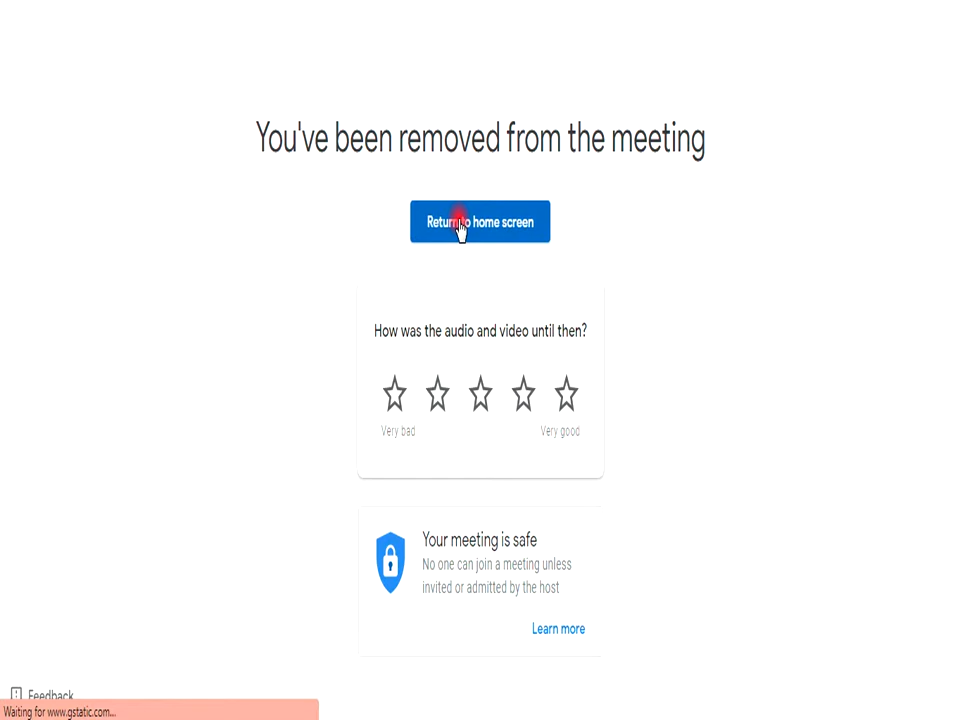 You've been removed from the meeting
Return to home screen
How was the audio and video until then?
Very bad
Very good
Your meeting is safe
No one can join a meeting unless
invited or admitted by the host
Learn more
Feedback
Waiting for www.gstatic.com...